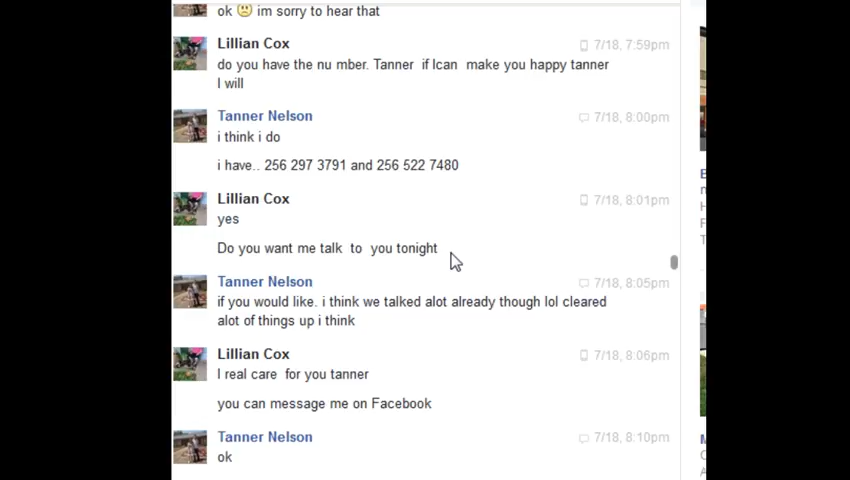 ok im sorry to hear that
Lillian Cox
7/18, 7:59pm
do you have the nu mber. Tanner if Ican make you happy tanner
I will
Tanner Nelson
7/18, 8:00pm
i think i do
i have.. 256 297 3791 and 256 522 7480
Lillian Cox
7/18, 8:01pm
yes
Do you want me talk to you tonight
Tanner Nelson
7/18, 8:05pm
if you would like. i think we talked alot already though lol cleared
alot of things up i think
Lillian Cox
7/18, 8:06pm
I real care for you tanner
you can message me on Facebook
Tanner Nelson
7/18, 8:10pm
ok